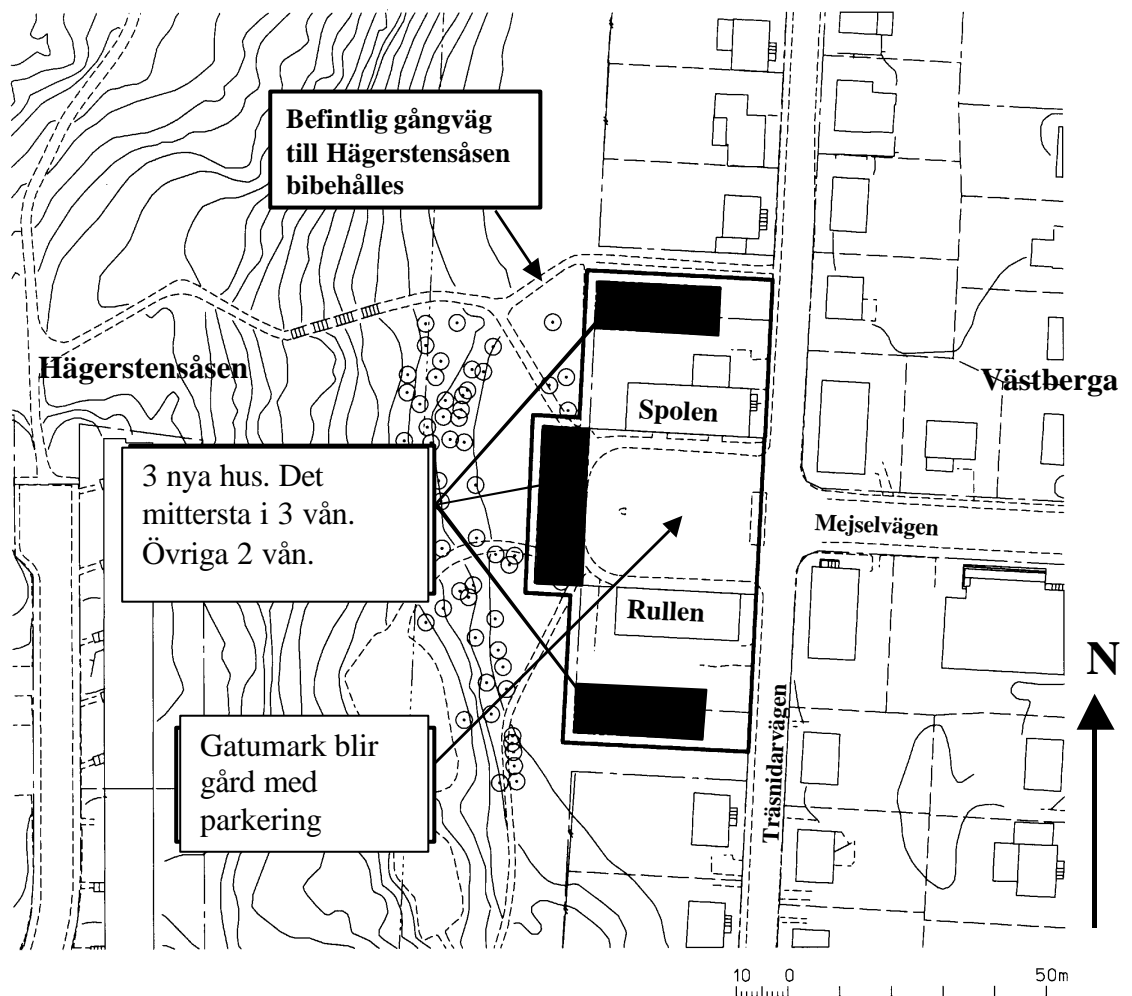 Befintlig gångväg
till Hägerstensåsen
bibehålles
Hägerstensåsen
Västberga
Spolen
3 nya hus. Det
mittersta i 3 vån.
Övriga 2 vån.
Mejselvägen
Rullen
N
Träsnidarvägen
Gatumark blir
gård med
parkering
10 0 50m